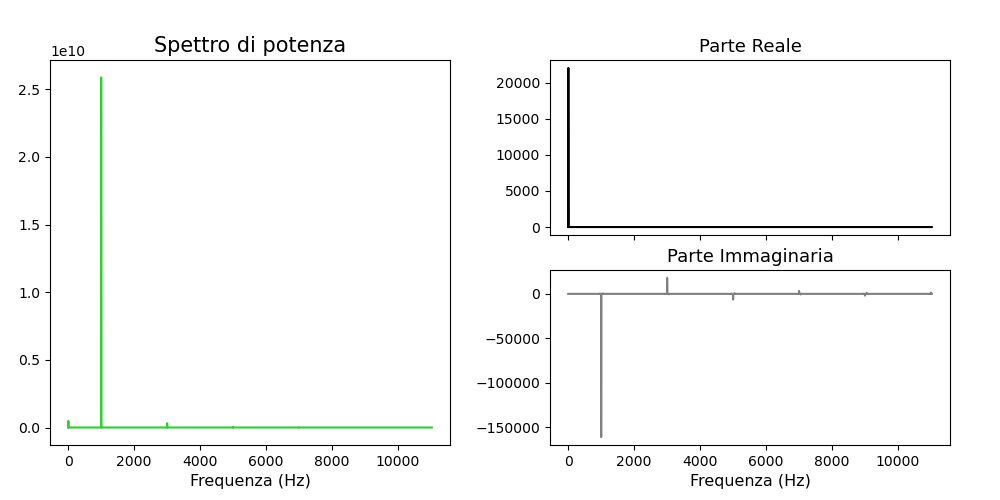 Spettro di potenza
1e10
2.5
2.0
1.5
1.0
0.5
0.0
0 2000 4000 6000 8000 10000
Frequenza (Hz)
Parte Reale
20000
15000
10000
5000
0
Parte Immaginaria
0
−50000
−100000
−150000
0 2000 4000 6000 8000 10000
Frequenza (Hz)